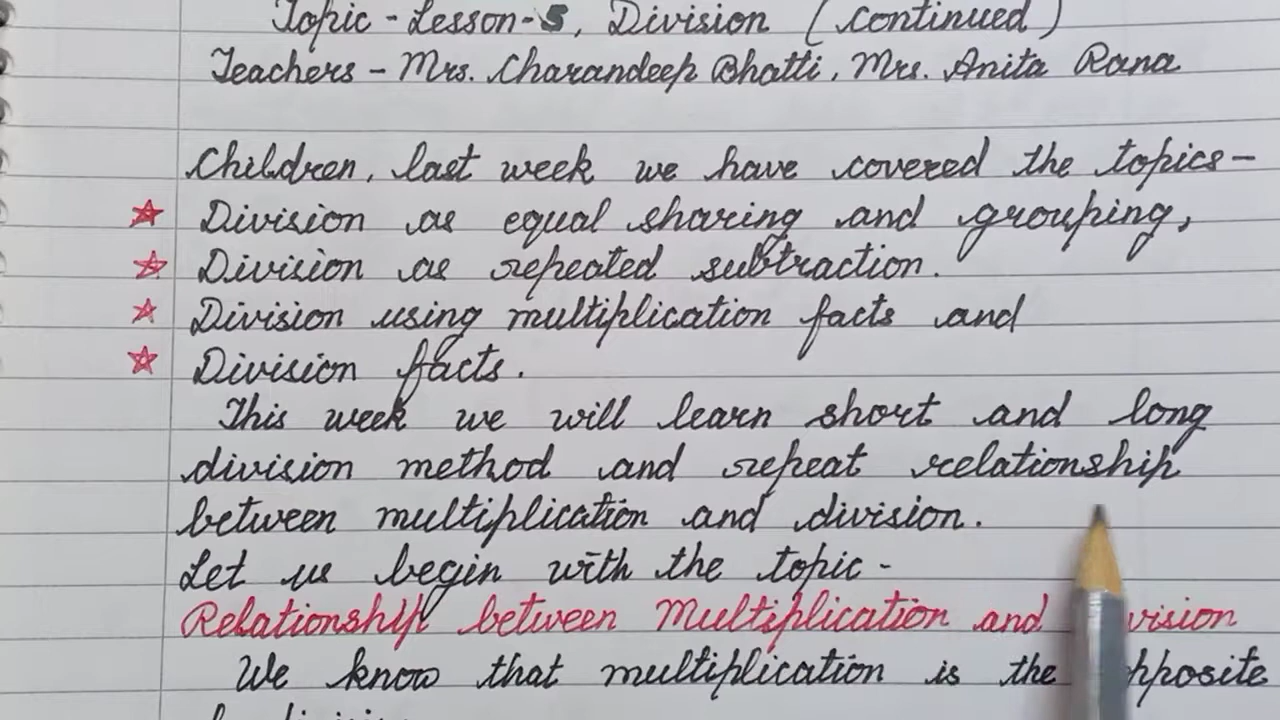 Topic - Lesson-5, Division (continued)
Teachers - Mrs. Charandeep Bhatti, Mrs. Anita Rana
Children, last week we have covered the topics-
Division as equal sharing and grouping,
Division as repeated subtraction.
Division using multiplication facts and
Division facts.
This week we will learn short and long
division method and repeat relationship
between multiplication and division.
Let us begin with the topic -
Relationship between Multiplication and
We know that multiplication is the